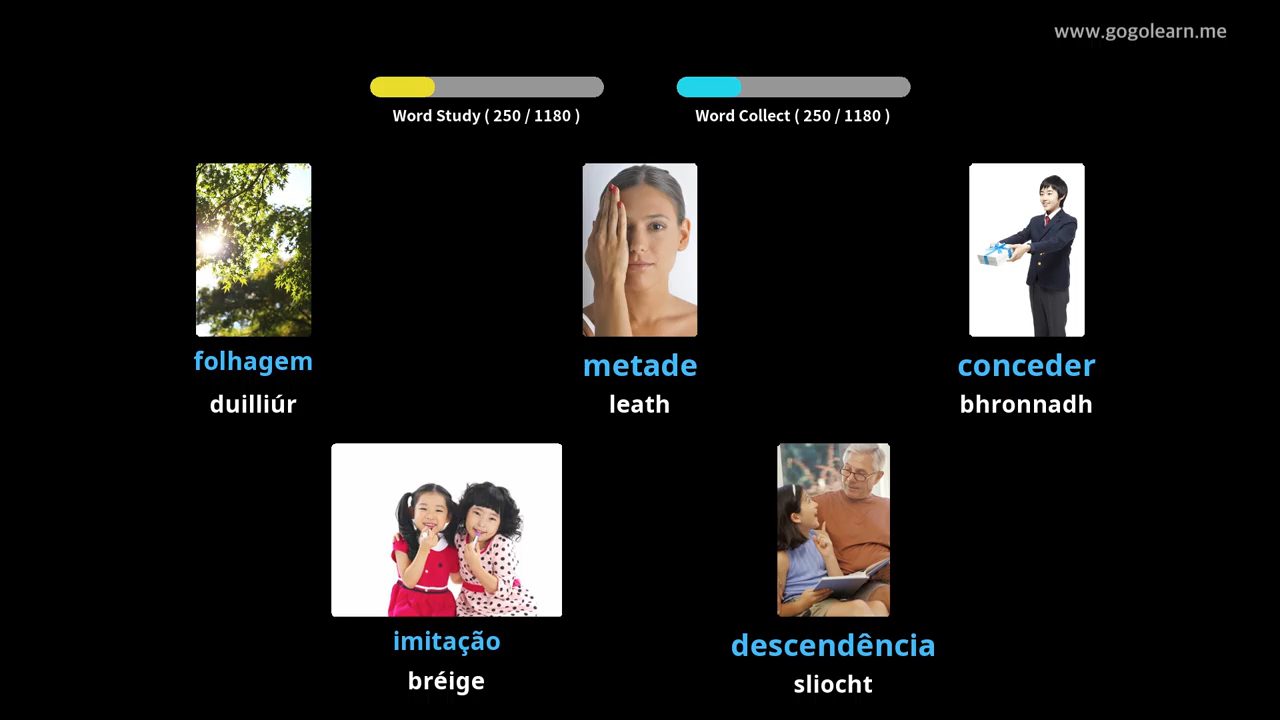 www.gogolearn.me
Word Study ( 250 / 1180 )
Word Collect ( 250 / 1180 )
folhagem
duilliúr
metade
leath
conceder
bhronnadh
imitação
bréige
descendência
sliocht